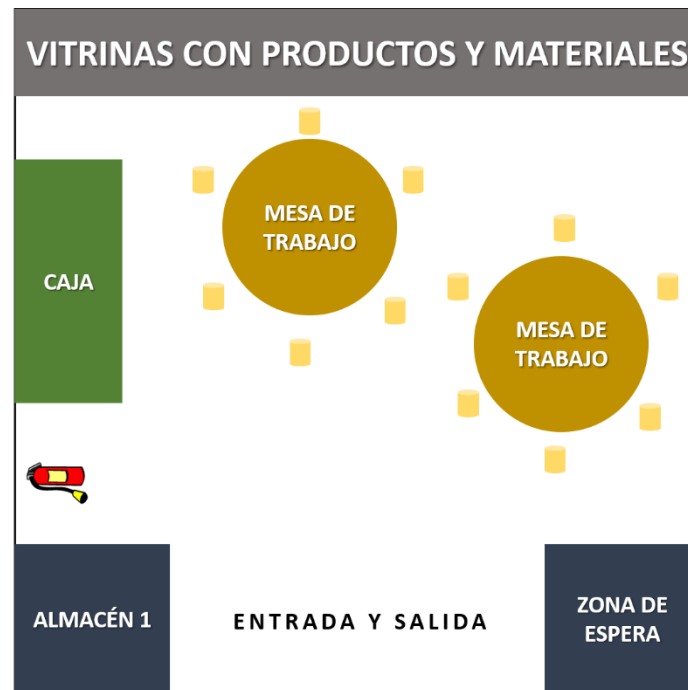 VITRINAS CON PRODUCTOS Y MATERIALES
MESA DE
TRABAJO
CAJA
MESA DE
TRABAJO
ALMACÉN 1
ENTRADA Y SALIDA
ZONA DE
ESPERA